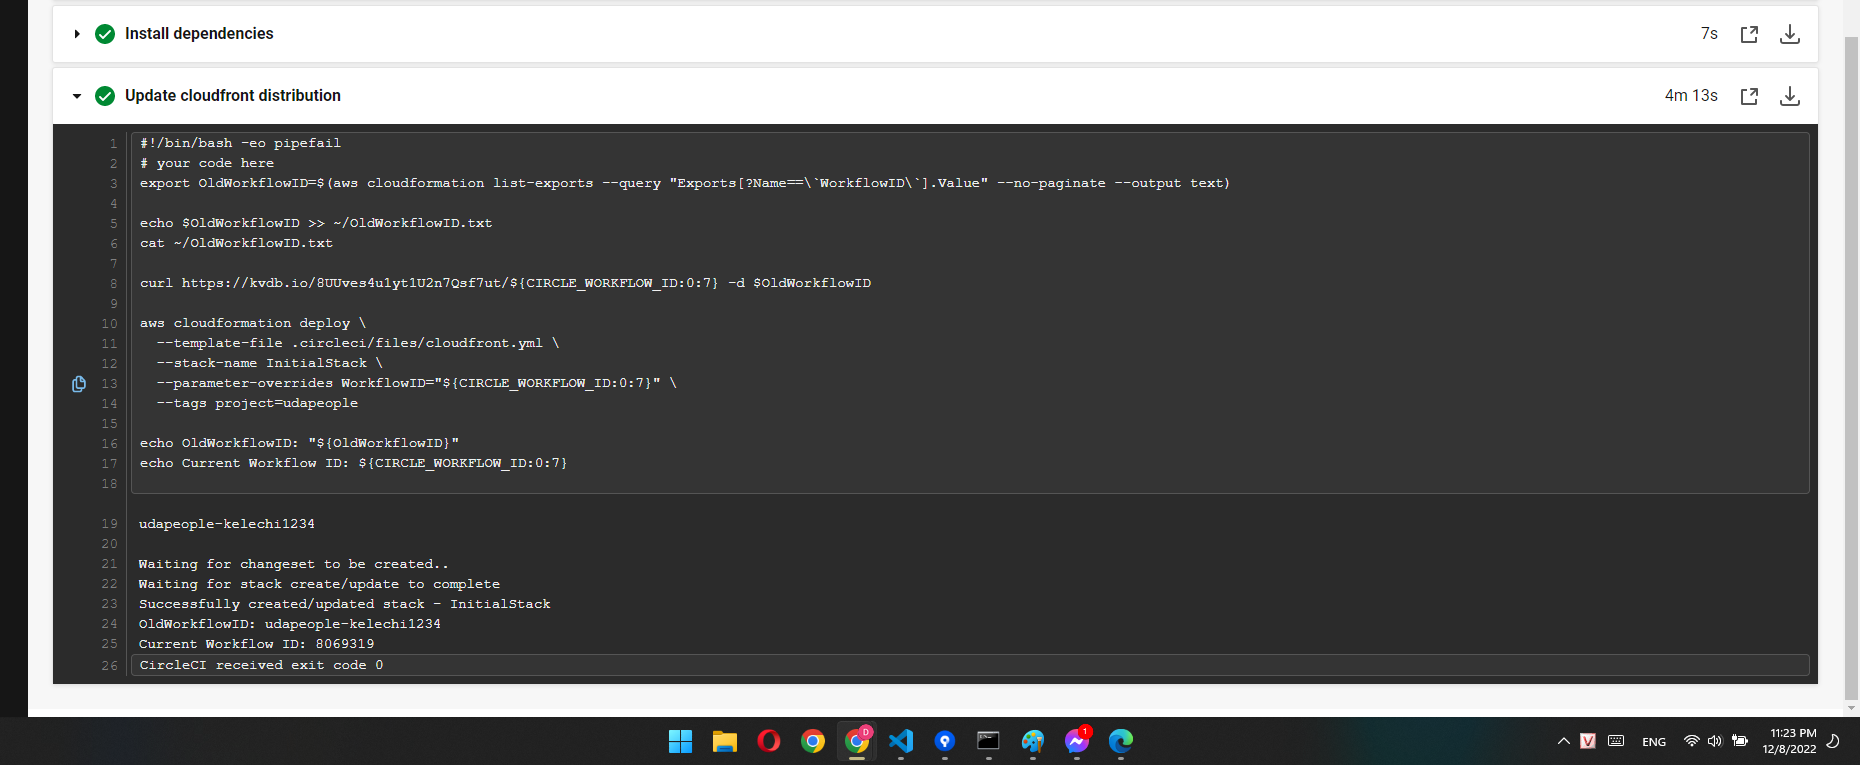 Install dependencies
7s
Update cloudfront distribution
4m 13s
1 #!/bin/bash -eo pipefail
2 # your code here
3 export OldWorkflowID=$(aws cloudformation list-exports --query "Exports[?Name==\`WorkflowID\`].Value" --no-paginate --output text)
4
5 echo $OldWorkflowID >> ~/OldWorkflowID.txt
6 cat ~/OldWorkflowID.txt
7
8 curl https://kvdb.io/8UUves4u1yt1U2n7Qsf7ut/${CIRCLE_WORKFLOW_ID:0:7} -d $OldWorkflowID
9
10 aws cloudformation deploy \
11   --template-file .circleci/files/cloudfront.yml \
12   --stack-name InitialStack \
13   --parameter-overrides WorkflowID="${CIRCLE_WORKFLOW_ID:0:7}" \
14   --tags project=udapeople
15
16 echo OldWorkflowID: "${OldWorkflowID}"
17 echo Current Workflow ID: ${CIRCLE_WORKFLOW_ID:0:7}
18
19 udapeople-kelechi1234
20
21 Waiting for changeset to be created..
22 Waiting for stack create/update to complete
23 Successfully created/updated stack - InitialStack
24 OldWorkflowID: udapeople-kelechi1234
25 Current Workflow ID: 8069319
26 CircleCI received exit code 0
D
1
V
ENG
11:23 PM
12/8/2022